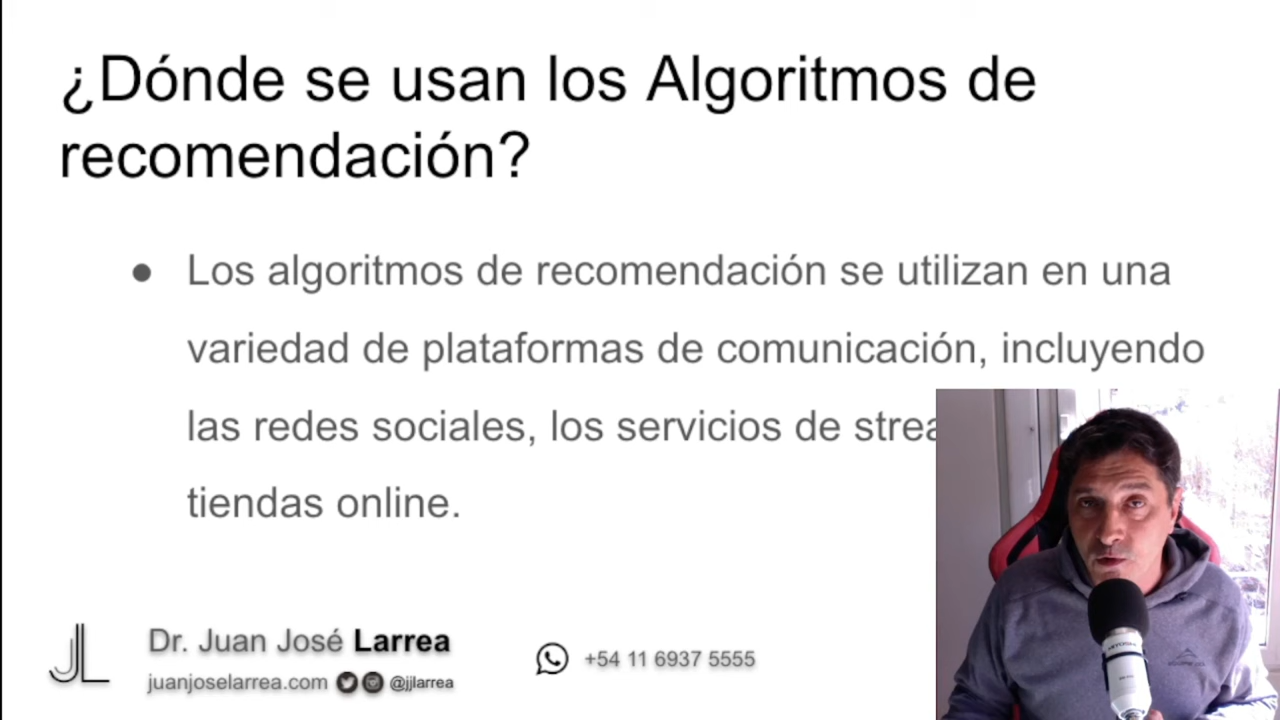 ¿Dónde se usan los Algoritmos de
recomendación?
● Los algoritmos de recomendación se utilizan en una
variedad de plataformas de comunicación, incluyendo
las redes sociales, los servicios de
tiendas online.
JL
Dr. Juan José Larrea
juanjoselarrea.com @jjlarrea
+54 11 6937 5555